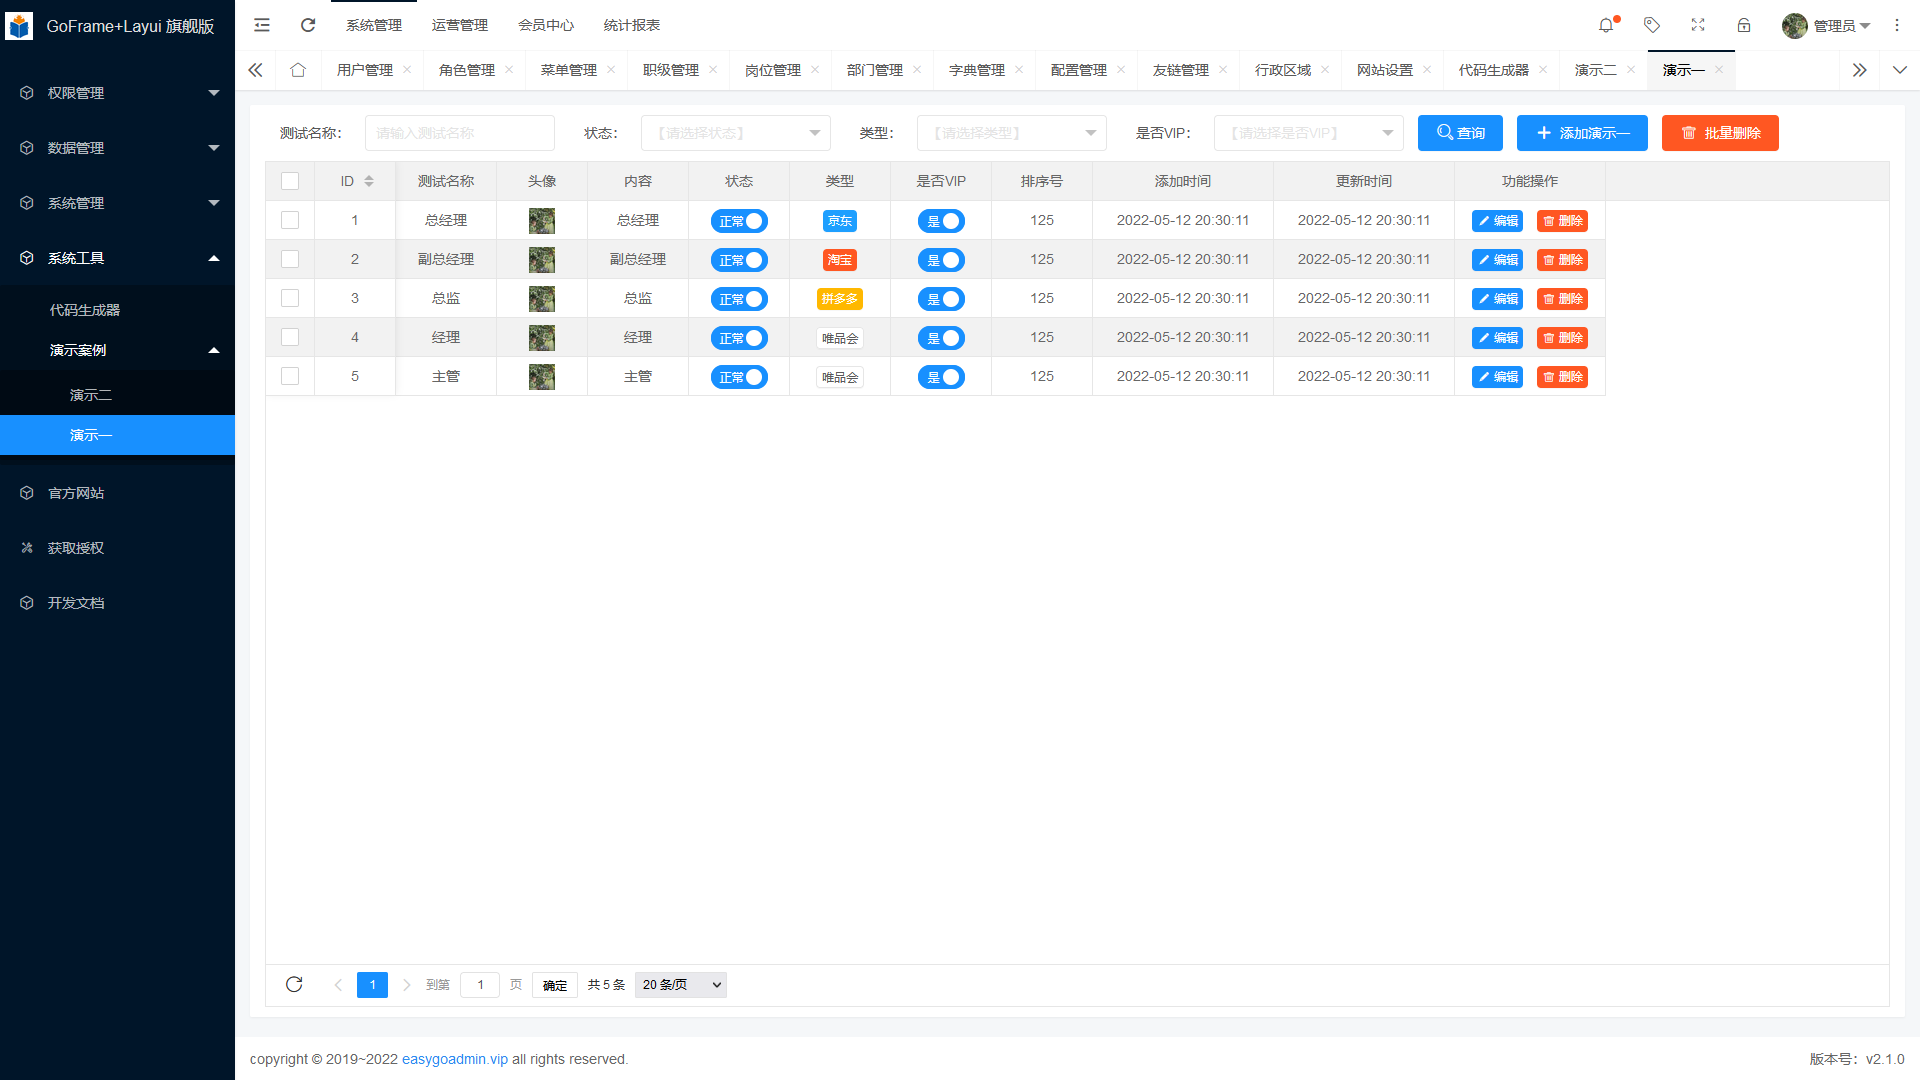 GoFrame+Layui 旗舰版
系统管理 运营管理 会员中心 统计报表 管理员
用户管理 角色管理 菜单管理 职级管理 岗位管理 部门管理 字典管理 配置管理 友链管理 行政区域 网站设置 代码生成器 演示二 演示一
权限管理
数据管理
系统管理
系统工具
代码生成器
演示案例
演示二
演示一
官方网站
获取授权
开发文档
测试名称： 请输入测试名称 状态： 【请选择状态】 类型： 【请选择类型】 是否VIP： 【请选择是否VIP】 查询 添加演示一 批量删除
ID 测试名称 头像 内容 状态 类型 是否VIP 排序号 添加时间 更新时间 功能操作
1 总经理 总经理 正常 京东 是 125 2022-05-12 20:30:11 2022-05-12 20:30:11 编辑 删除
2 副总经理 副总经理 正常 淘宝 是 125 2022-05-12 20:30:11 2022-05-12 20:30:11 编辑 删除
3 总监 总监 正常 拼多多 是 125 2022-05-12 20:30:11 2022-05-12 20:30:11 编辑 删除
4 经理 经理 正常 唯品会 是 125 2022-05-12 20:30:11 2022-05-12 20:30:11 编辑 删除
5 主管 主管 正常 唯品会 是 125 2022-05-12 20:30:11 2022-05-12 20:30:11 编辑 删除
1 到第 1 页 确定 共 5 条 20 条/页
copyright © 2019~2022 easygoadmin.vip all rights reserved. 版本号：v2.1.0